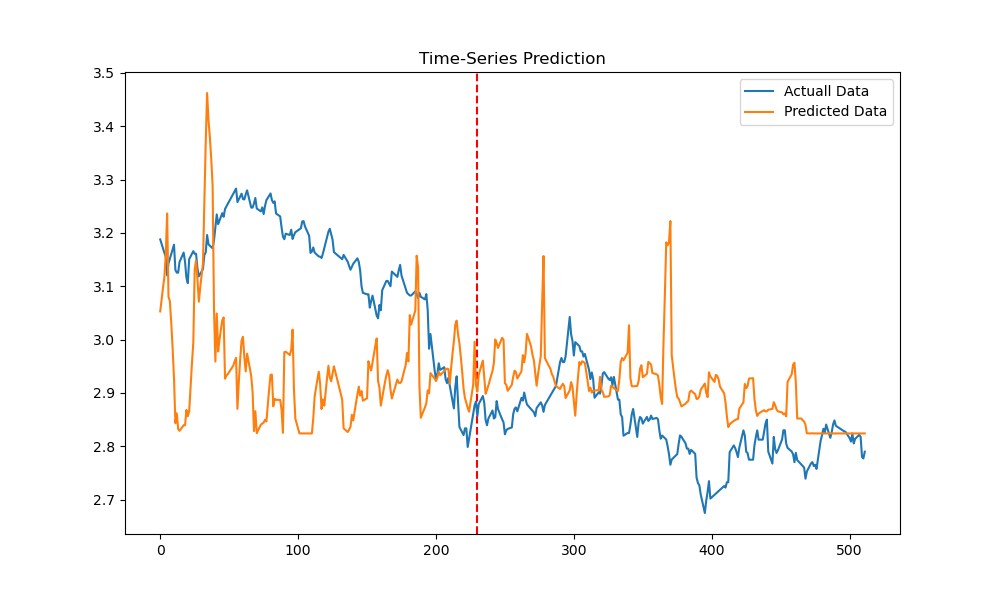 Time-Series Prediction
Actuall Data
Predicted Data
3.5
3.4
3.3
3.2
3.1
3.0
2.9
2.8
2.7
0 100 200 300 400 500